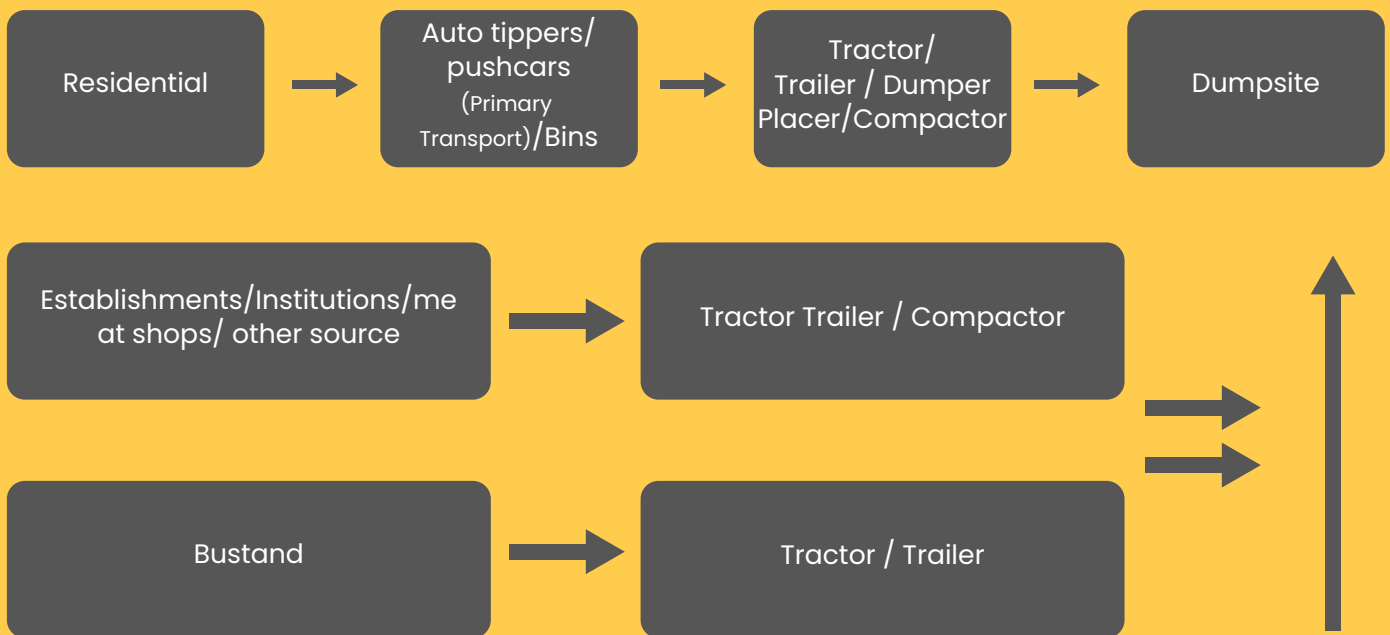 Residential
Auto tippers/
pushcars
(Primary
Transport)/Bins
Tractor/
Trailer / Dumper
Placer/Compactor
Dumpsite
Establishments/Institutions/me
at shops/ other source
Tractor Trailer / Compactor
Bustand
Tractor / Trailer